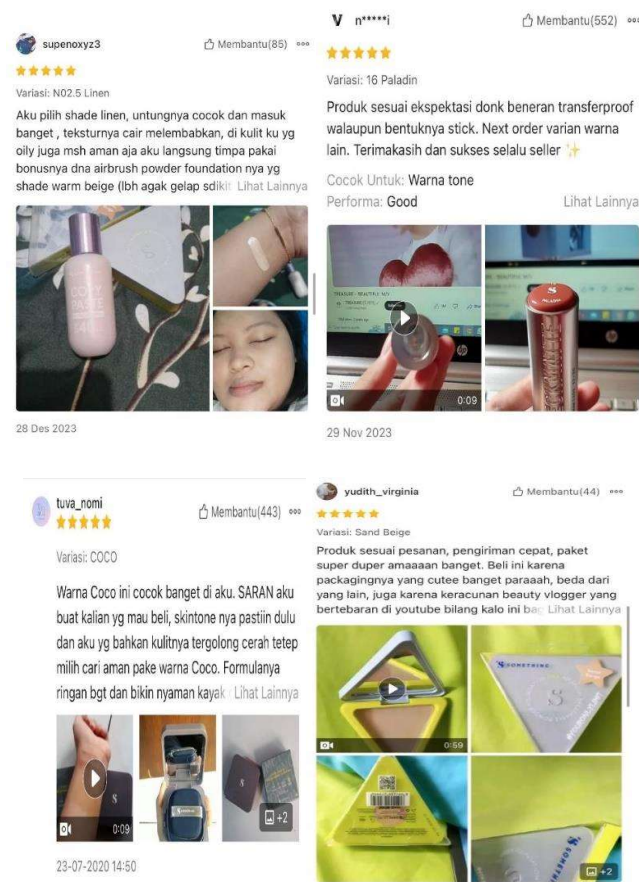 supenoxyz3
Membantu(85)
Variasi: N02.5 Linen
Aku pilih shade linen, untungnya cocok dan masuk
banget , teksturnya cair melembabkan, di kulit ku yg
oily juga msh aman aja aku langsung timpa pakai
bonusnya dna airbrush powder foundation nya yg
shade warm beige (lbh agak gelap sdikit Lihat Lainnya
COPY
PASTE
28 Des 2023
V n*****i
Membantu(552)
Variasi: 16 Paladin
Produk sesuai ekspektasi donk beneran transferproof
walaupun bentuknya stick. Next order varian warna
lain. Terimakasih dan sukses selalu seller
Cocok Untuk: Warna tone
Performa: Good
Lihat Lainnya
0:09
29 Nov 2023
tuva_nomi
Membantu(443)
Variasi: COCO
Warna Coco ini cocok banget di aku. SARAN aku
buat kalian yg mau beli, skintone nya pastiin dulu
dan aku yg bahkan kulitnya tergolong cerah tetep
milih cari aman pake warna Coco. Formulanya
ringan bgt dan bikin nyaman kayak Lihat Lainnya
0:09
+2
23-07-2020 14:50
yudith_virginia
Membantu(44)
Variasi: Sand Beige
Produk sesuai pesanan, pengiriman cepat, paket
super duper amaaaan banget. Beli ini karena
packagingnya yang cutee banget paraaah, beda dari
yang lain, juga karena keracunan beauty vlogger yang
bertebaran di youtube bilang kalo ini Lihat Lainnya
0:59
SOMETHINC
SOMETHINC
+2